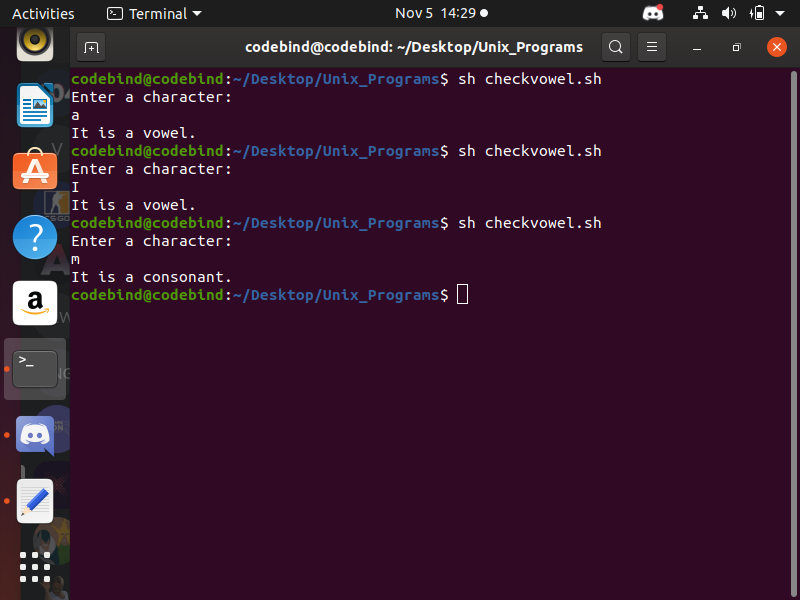 Activities Terminal Nov 5 14:29
codebind@codebind: ~/Desktop/Unix_Programs
codebind@codebind:~/Desktop/Unix_Programs$ sh checkvowel.sh
Enter a character:
a
It is a vowel.
codebind@codebind:~/Desktop/Unix_Programs$ sh checkvowel.sh
Enter a character:
I
It is a vowel.
codebind@codebind:~/Desktop/Unix_Programs$ sh checkvowel.sh
Enter a character:
m
It is a consonant.
codebind@codebind:~/Desktop/Unix_Programs$